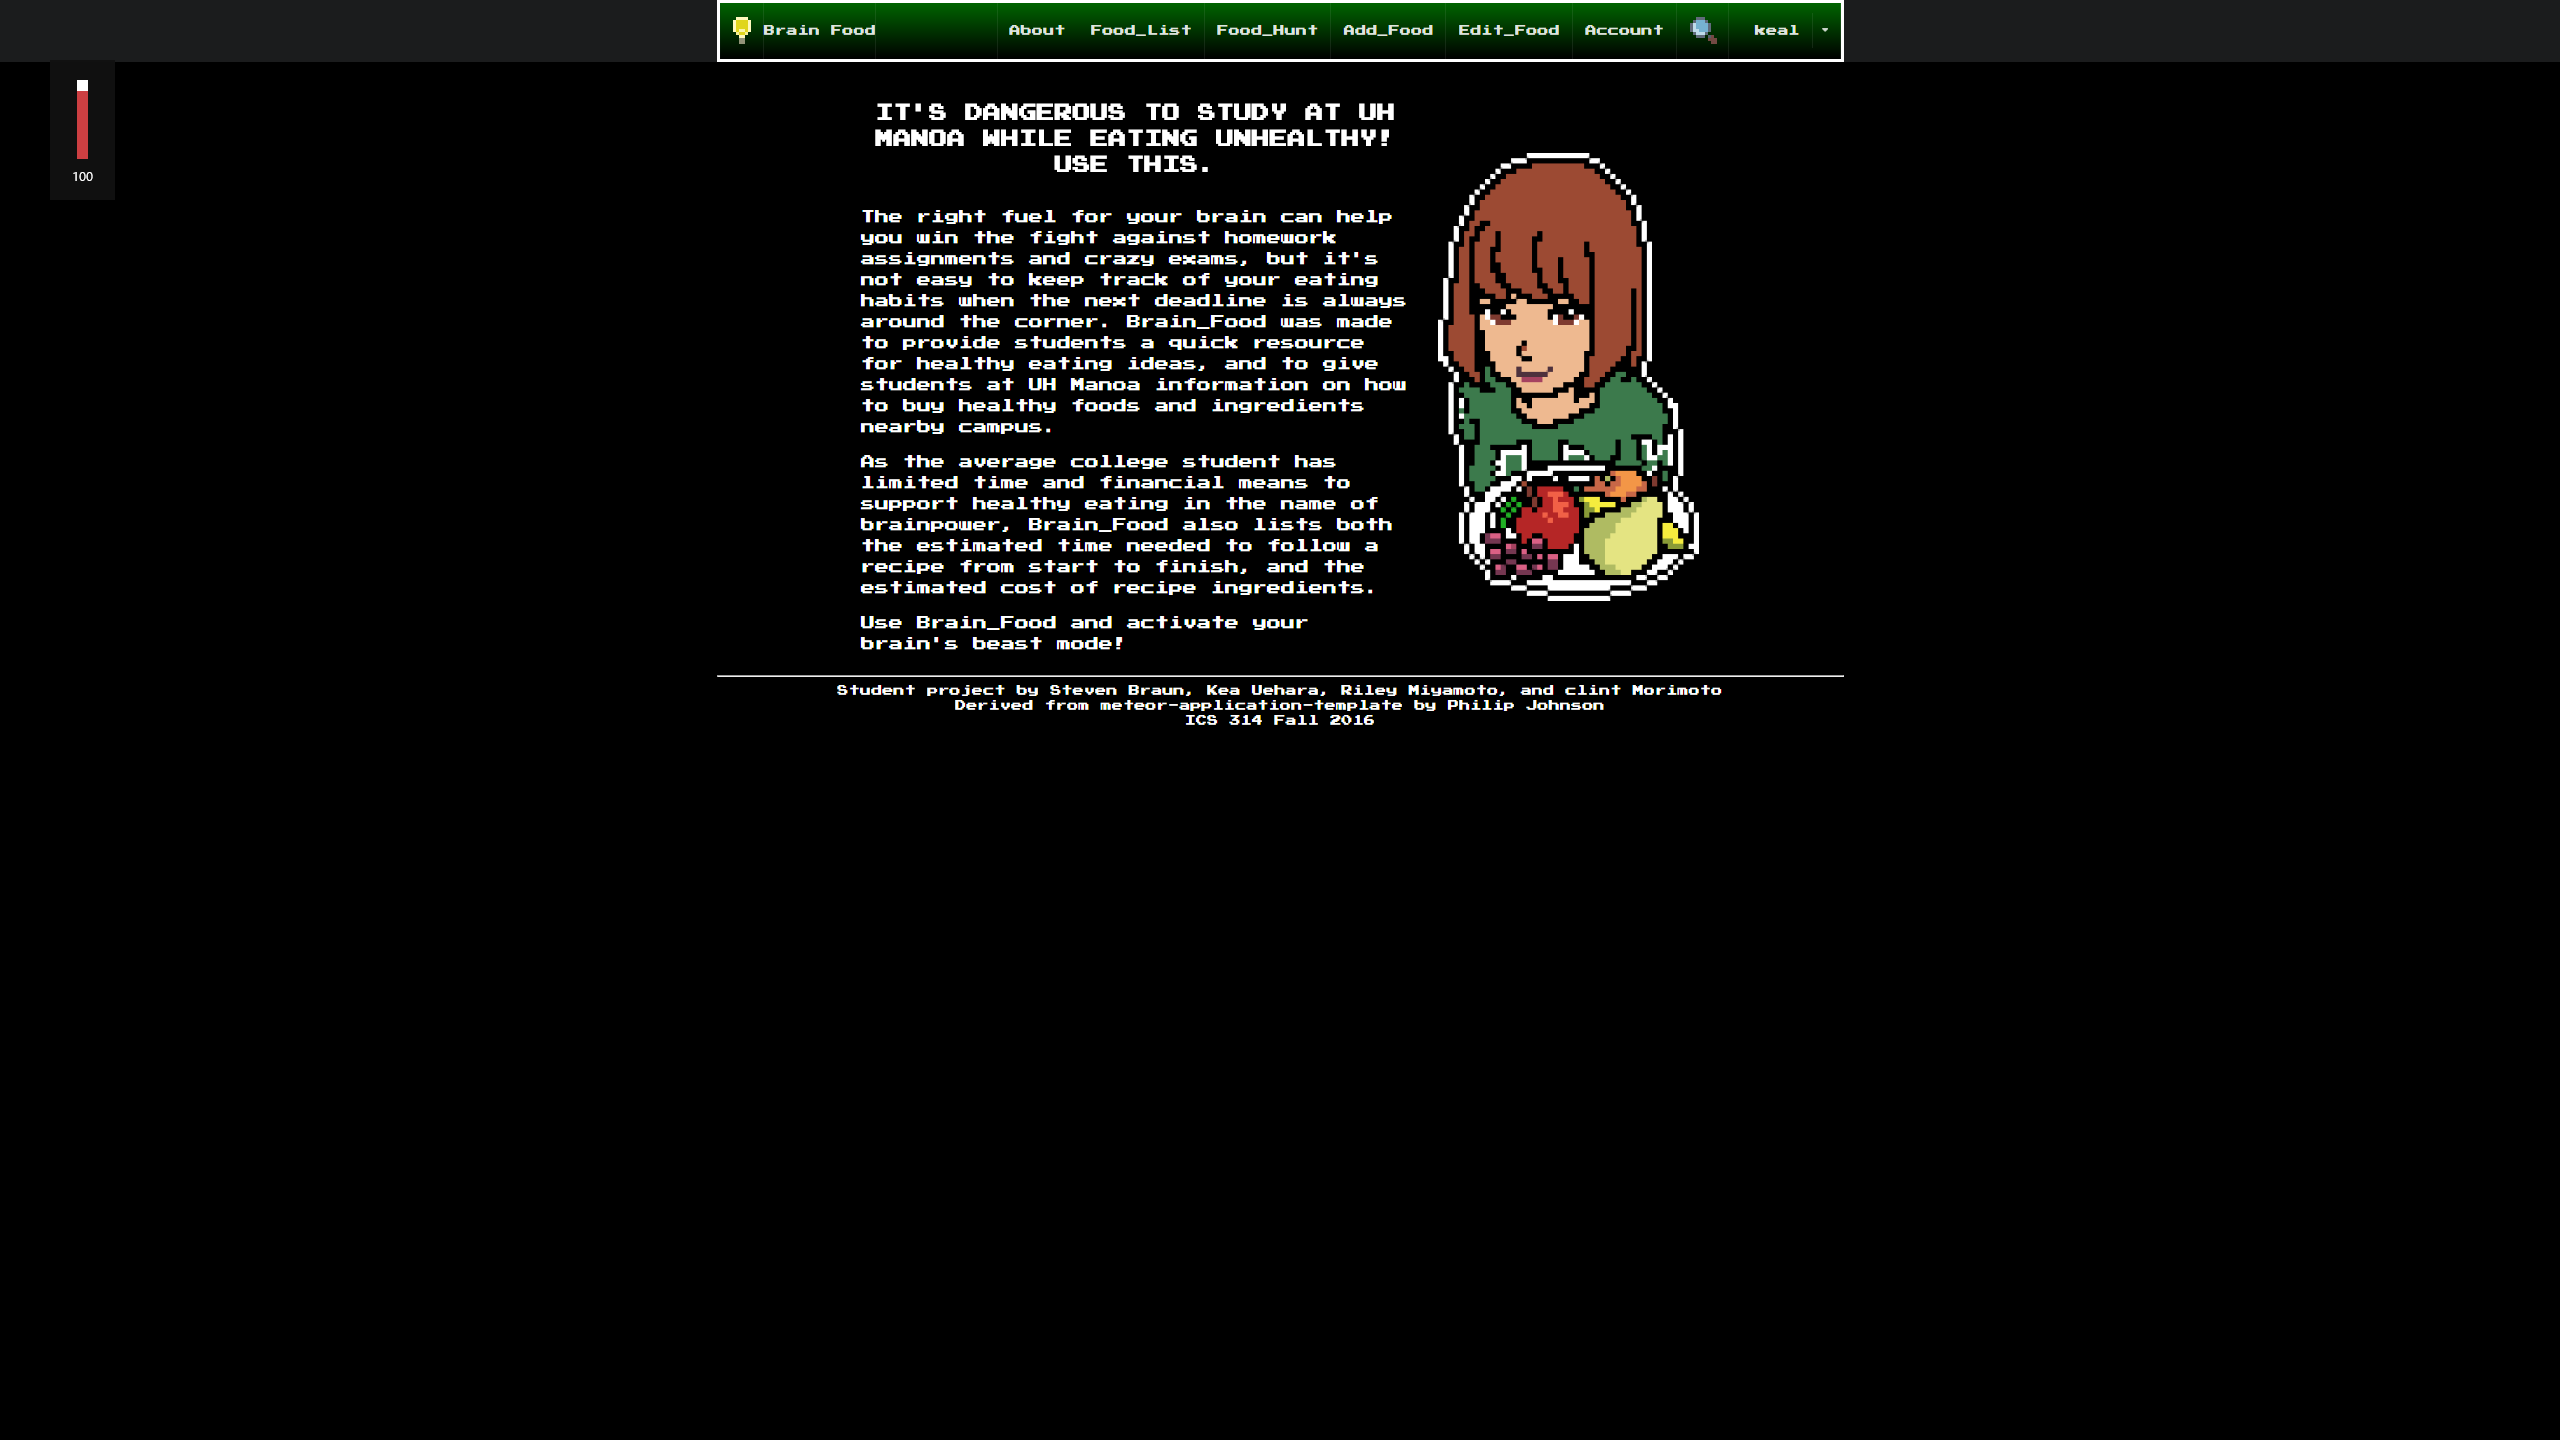 Brain Food About Food_List Food_Hunt Add_Food Edit_Food Account keal
100
IT'S DANGEROUS TO STUDY AT UH
MANOA WHILE EATING UNHEALTHY!
USE THIS.
The right fuel for your brain can help
you win the fight against homework
assignments and crazy exams, but it's
not easy to keep track of your eating
habits when the next deadline is always
around the corner. Brain_Food was made
to provide students a quick resource
for healthy eating ideas, and to give
students at UH Manoa information on how
to buy healthy foods and ingredients
nearby campus.
As the average college student has
limited time and financial means to
support healthy eating in the name of
brainpower, Brain_Food also lists both
the estimated time needed to follow a
recipe from start to finish, and the
estimated cost of recipe ingredients.
Use Brain_Food and activate your
brain's beast mode!
Student project by Steven Braun, Kea Uehara, Riley Miyamoto, and clint Morimoto
Derived from meteor-application-template by Philip Johnson
ICS 314 Fall 2016